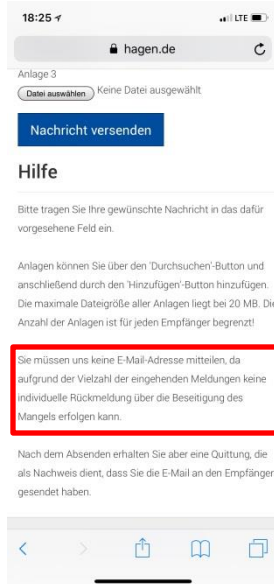 18:25
LTE
hagen.de
Anlage 3
Datei auswählen Keine Datei ausgewählt
Nachricht versenden
Hilfe
Bitte tragen Sie Ihre gewünschte Nachricht in das dafür
vorgesehene Feld ein.
Anlagen können Sie über den 'Durchsuchen'-Button und
anschließend durch den 'Hinzufügen'-Button hinzufügen.
Die maximale Dateigröße aller Anlagen liegt bei 20 MB. Die
Anzahl der Anlagen ist für jeden Empfänger begrenzt!
Sie müssen uns keine E-Mail-Adresse mitteilen, da
aufgrund der Vielzahl der eingehenden Meldungen keine
individuelle Rückmeldung über die Beseitigung des
Mangels erfolgen kann.
Nach dem Absenden erhalten Sie aber eine Quittung, die
als Nachweis dient, dass Sie die E-Mail an den Empfänger
gesendet haben.